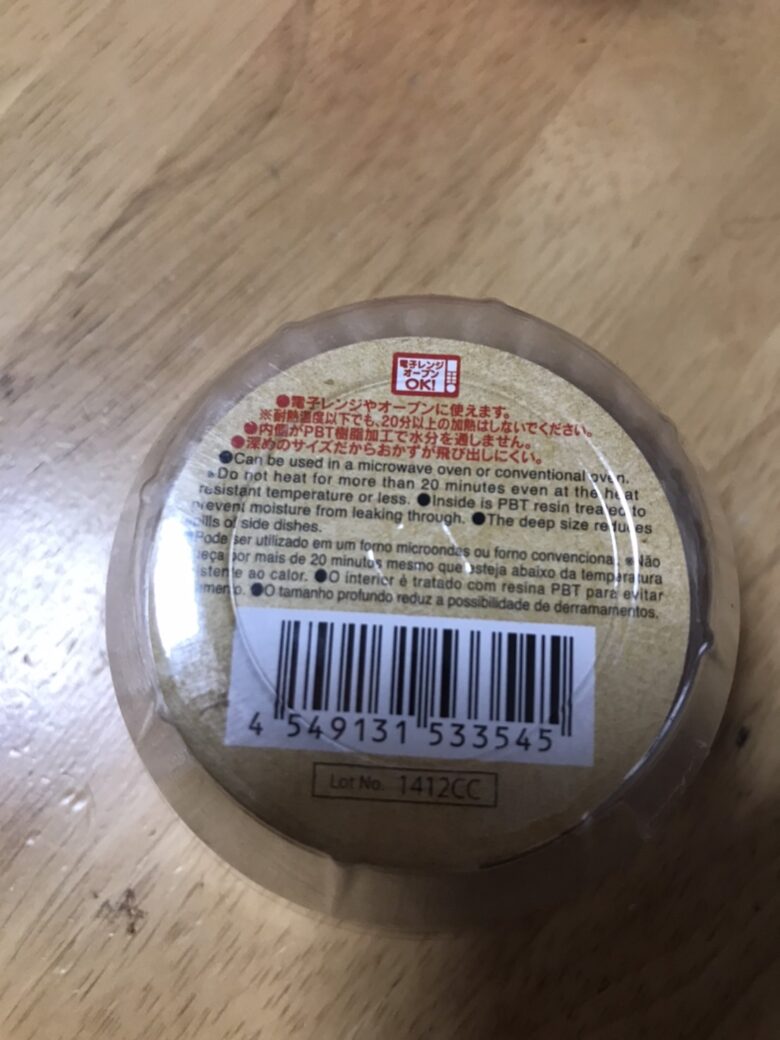 電子レンジ
オーブン
OK!
●電子レンジやオーブンに使えます。
※耐熱温度以下でも、20分以上の加熱はしないでください。
●内側がPBT樹脂加工で水分を通しません。
●深めのサイズだからおかずが飛び出しにくい。
●Can be used in a microwave oven or conventional oven.
※Do not heat for more than 20 minutes even at the heat
resistant temperature or less. ●Inside is PBT resin treated to
prevent moisture from leaking through. ●The deep size reduces
spills of side dishes.
Pode ser utilizado em um forno microondas ou forno convencional. ※Não
por mais de 20 minutos mesmo que esteja abaixo da temperatura
ao calor. ●O interior é tratado com resina PBT para evitar
●O tamanho profundo reduz a possibilidade de derramamentos.
4 549131 533545
Lot No. 1412CC